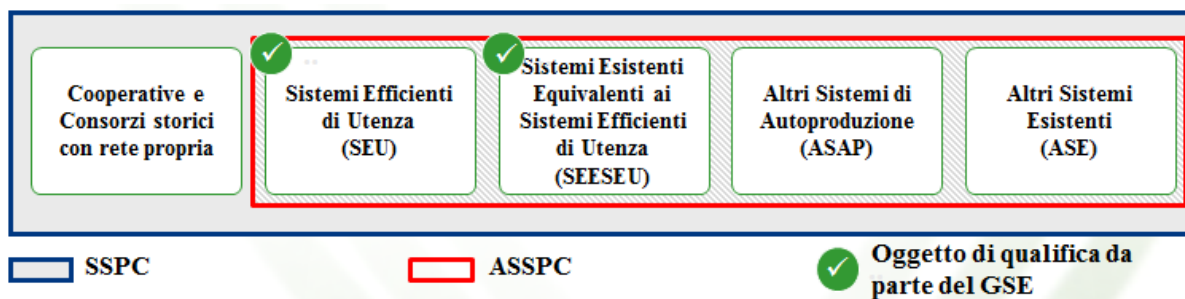 Cooperative e
Consorzi storici
con rete propria
Sistemi Efficienti
di Utenza
(SEU)
Sistemi Esistenti
Equivalenti ai
Sistemi Efficienti
di Utenza
(SEESEU)
Altri Sistemi di
Autoproduzione
(ASAP)
Altri Sistemi
Esistenti
(ASE)
SSPC
ASSPC
Oggetto di qualifica da
parte del GSE